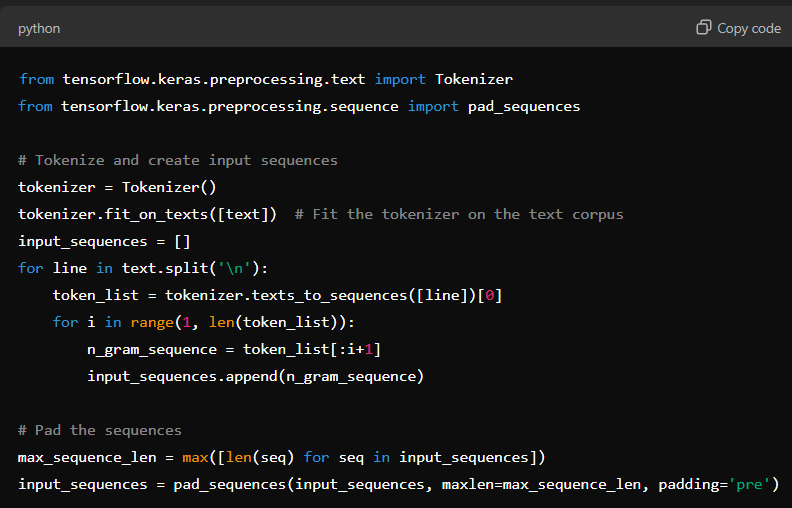 python
Copy code
from tensorflow.keras.preprocessing.text import Tokenizer
from tensorflow.keras.preprocessing.sequence import pad_sequences

# Tokenize and create input sequences
tokenizer = Tokenizer()
tokenizer.fit_on_texts([text])  # Fit the tokenizer on the text corpus
input_sequences = []
for line in text.split('\n'):
    token_list = tokenizer.texts_to_sequences([line])[0]
    for i in range(1, len(token_list)):
        n_gram_sequence = token_list[:i+1]
        input_sequences.append(n_gram_sequence)

# Pad the sequences
max_sequence_len = max([len(seq) for seq in input_sequences])
input_sequences = pad_sequences(input_sequences, maxlen=max_sequence_len, padding='pre')